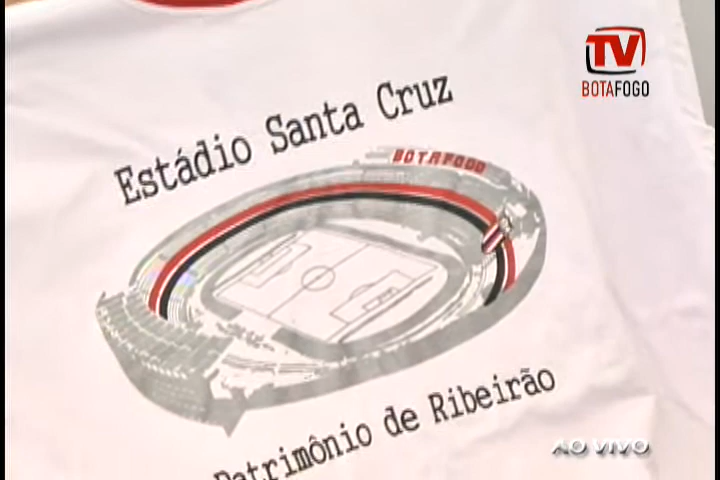 TV
BOTAFOGO
Estádio Santa Cruz
BOTAFOGO
Patrimônio de Ribeirão
AO VIVO